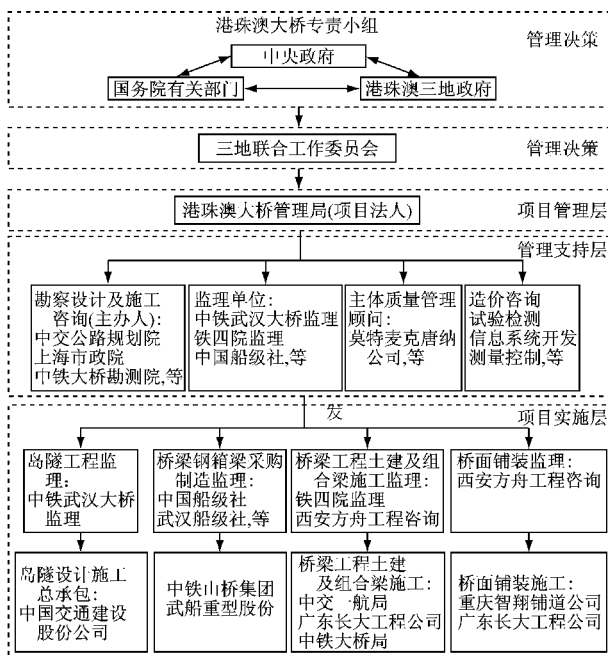 港珠澳大桥专责小组
管理决策
中央政府
国务院有关部门
港珠澳三地政府
三地联合工作委员会
管理决策
港珠澳大桥管理局(项目法人)
项目管理层
管理支持层
勘察设计及施工
咨询(主办人):
中交公路规划院
上海市政院
中铁大桥勘测院,等
监理单位:
中铁武汉大桥监理
铁四院监理
中国船级社,等
主体质量管理
顾问:
莫特麦克唐纳
公司,等
造价咨询
试验检测
信息系统开发
测量控制,等
发
项目实施层
岛隧工程监
理:
中铁武汉大桥
监理
桥梁钢箱梁采购
制造监理:
中国船级社
武汉船级社,等
桥梁工程土建及组
合梁施工监理:
铁四院监理
西安方舟工程咨询
桥面铺装监理:
西安方舟工程咨询
岛隧设计施工
总承包:
中国交通建设
股份公司
中铁山桥集团
武船重型股份
桥梁工程土建
及组合梁施工:
中交一航局
广东长大工程公司
中铁大桥局
桥面铺装施工:
重庆智翔铺道公司
广东长大工程公司